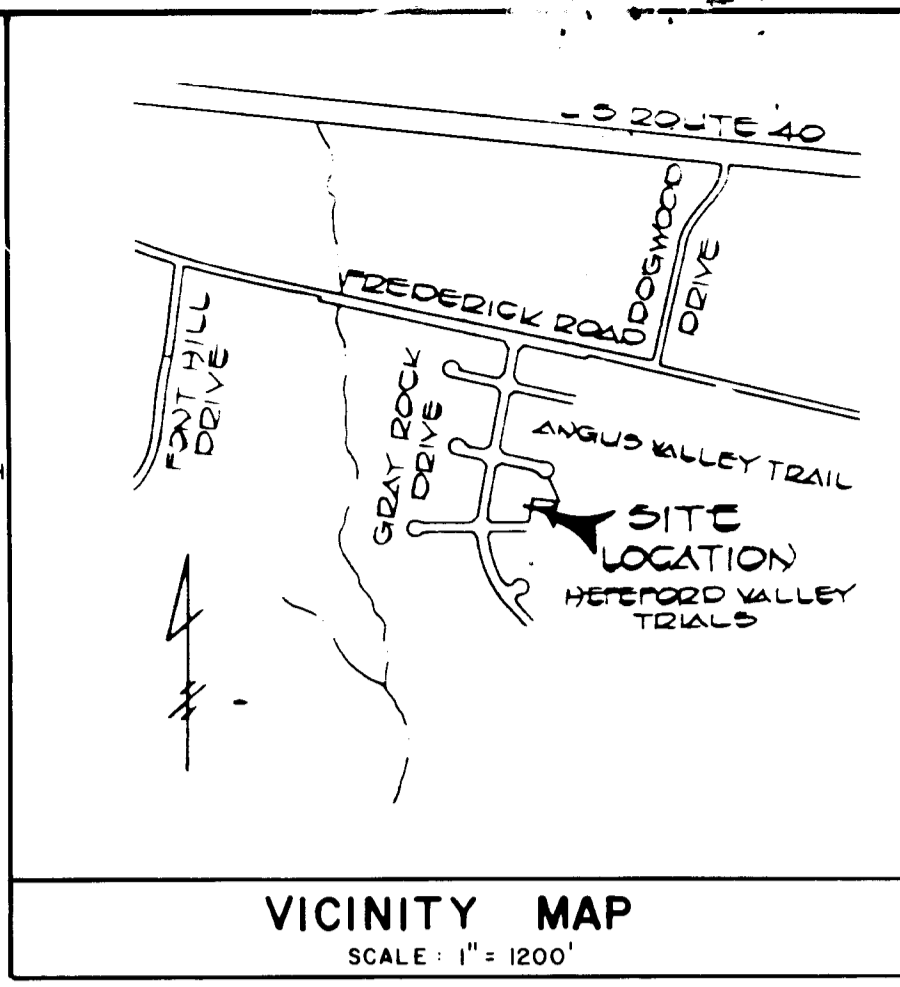 U S ROUTE 40
DOGWOOD
DRIVE
FREDERICK ROAD
FONT HILL
DRIVE
GRAY ROCK
DRIVE
ANGUS VALLEY TRAIL
SITE
LOCATION
HEREFORD VALLEY
TRIALS
VICINITY MAP
SCALE : 1" = 1200'